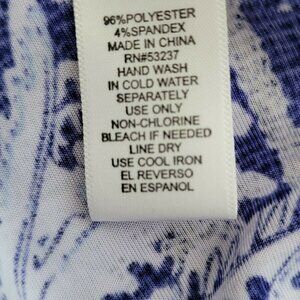 96%POLYESTER
4%SPANDEX
MADE IN CHINA
RN#53237
HAND WASH
IN COLD WATER
SEPARATELY
USE ONLY
NON-CHLORINE
BLEACH IF NEEDED
LINE DRY
USE COOL IRON
EL REVERSO
EN ESPANOL